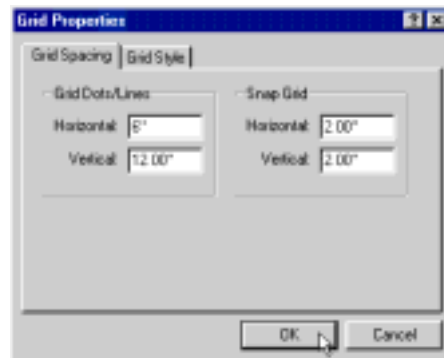 Grid Properties
Grid Spacing Grid Style
Grid Dots/Lines
Horizontal: 6"
Vertical: 12.00"
Snap Grid
Horizontal: 2.00"
Vertical: 2.00"
OK Cancel